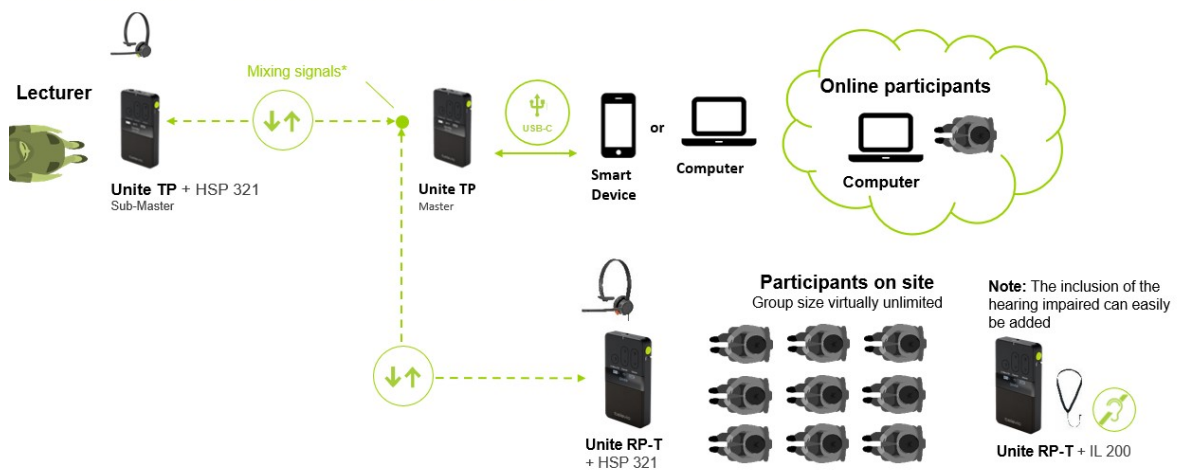 Mixing signals*
Lecturer
Unite TP + HSP 321
Sub-Master
Unite TP
Master
USB-C
Smart
Device
or
Computer
Online participants
Computer
Unite RP-T
+ HSP 321
Participants on site
Group size virtually unlimited
Note: The inclusion of the
hearing impaired can easily
be added
Unite RP-T + IL 200